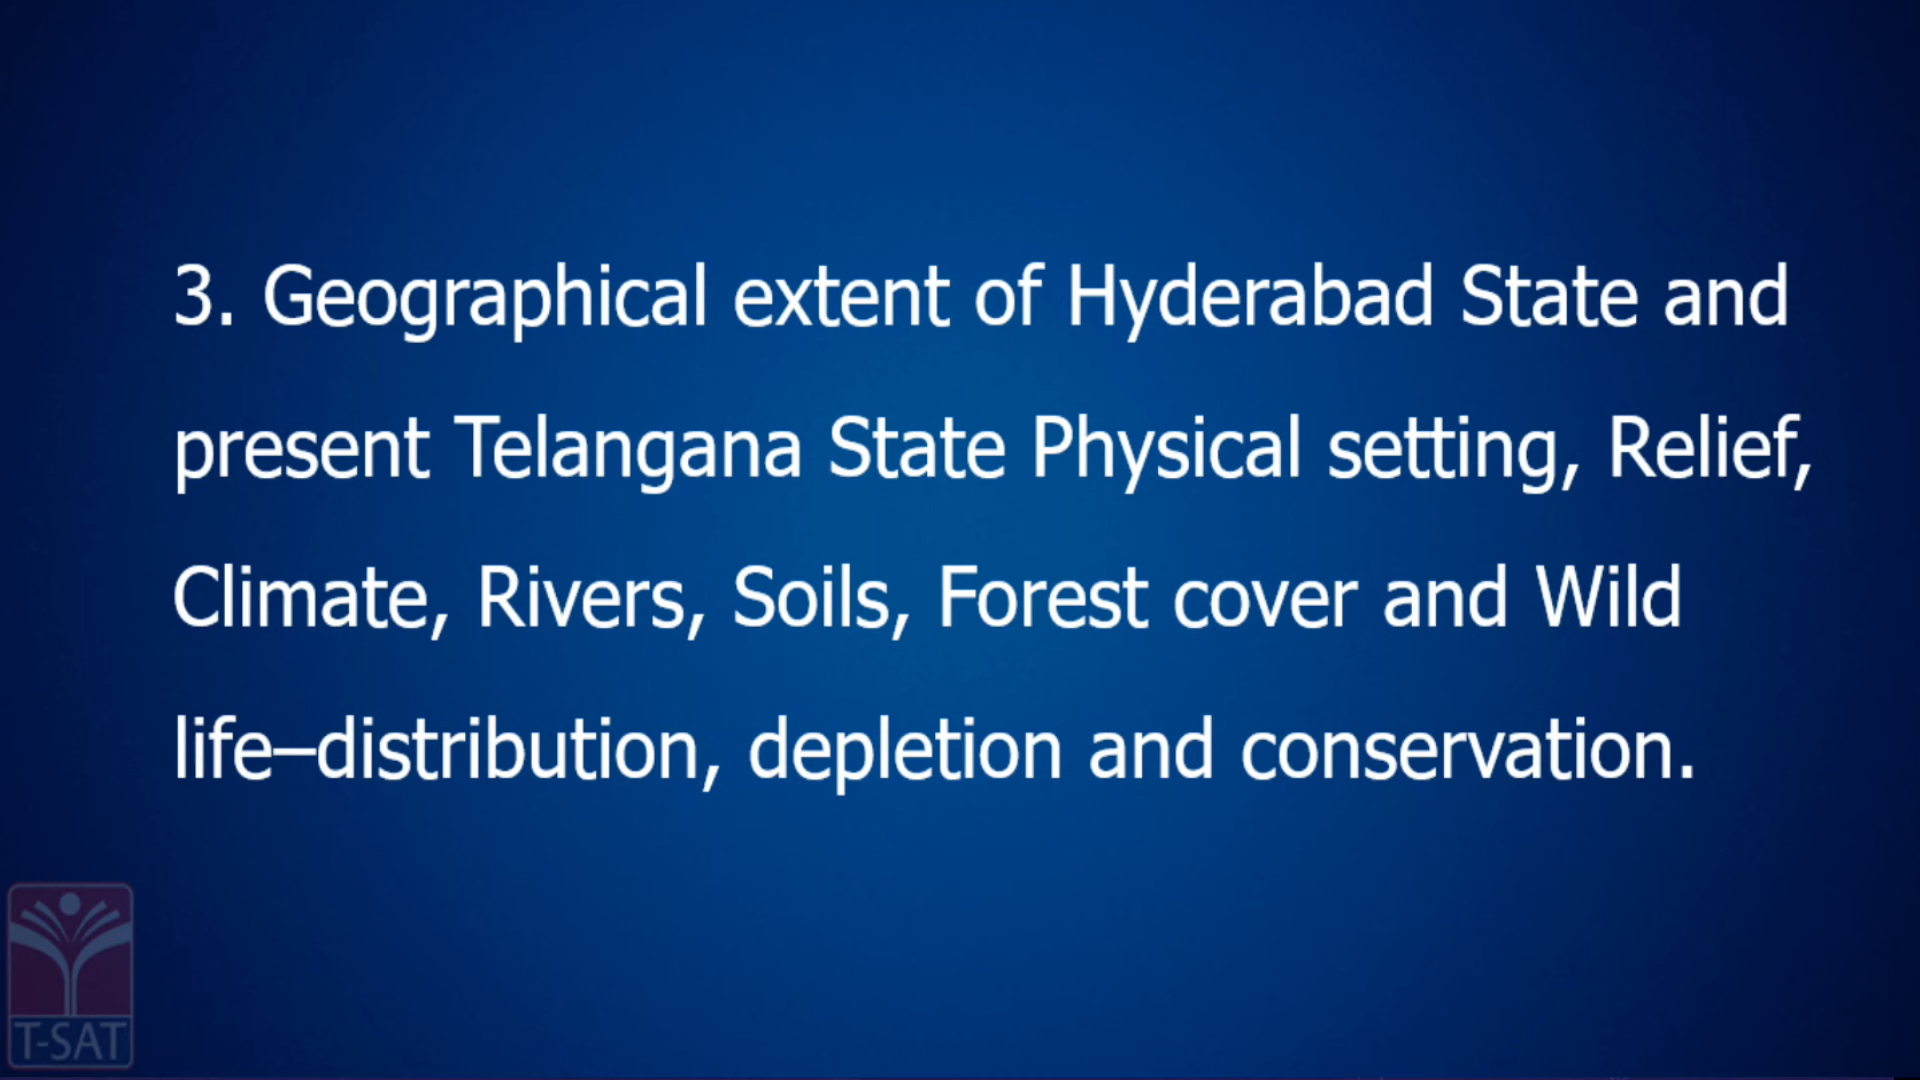 3. Geographical extent of Hyderabad State and
present Telangana State Physical setting, Relief,
Climate, Rivers, Soils, Forest cover and Wild
life–distribution, depletion and conservation.
T-SAT